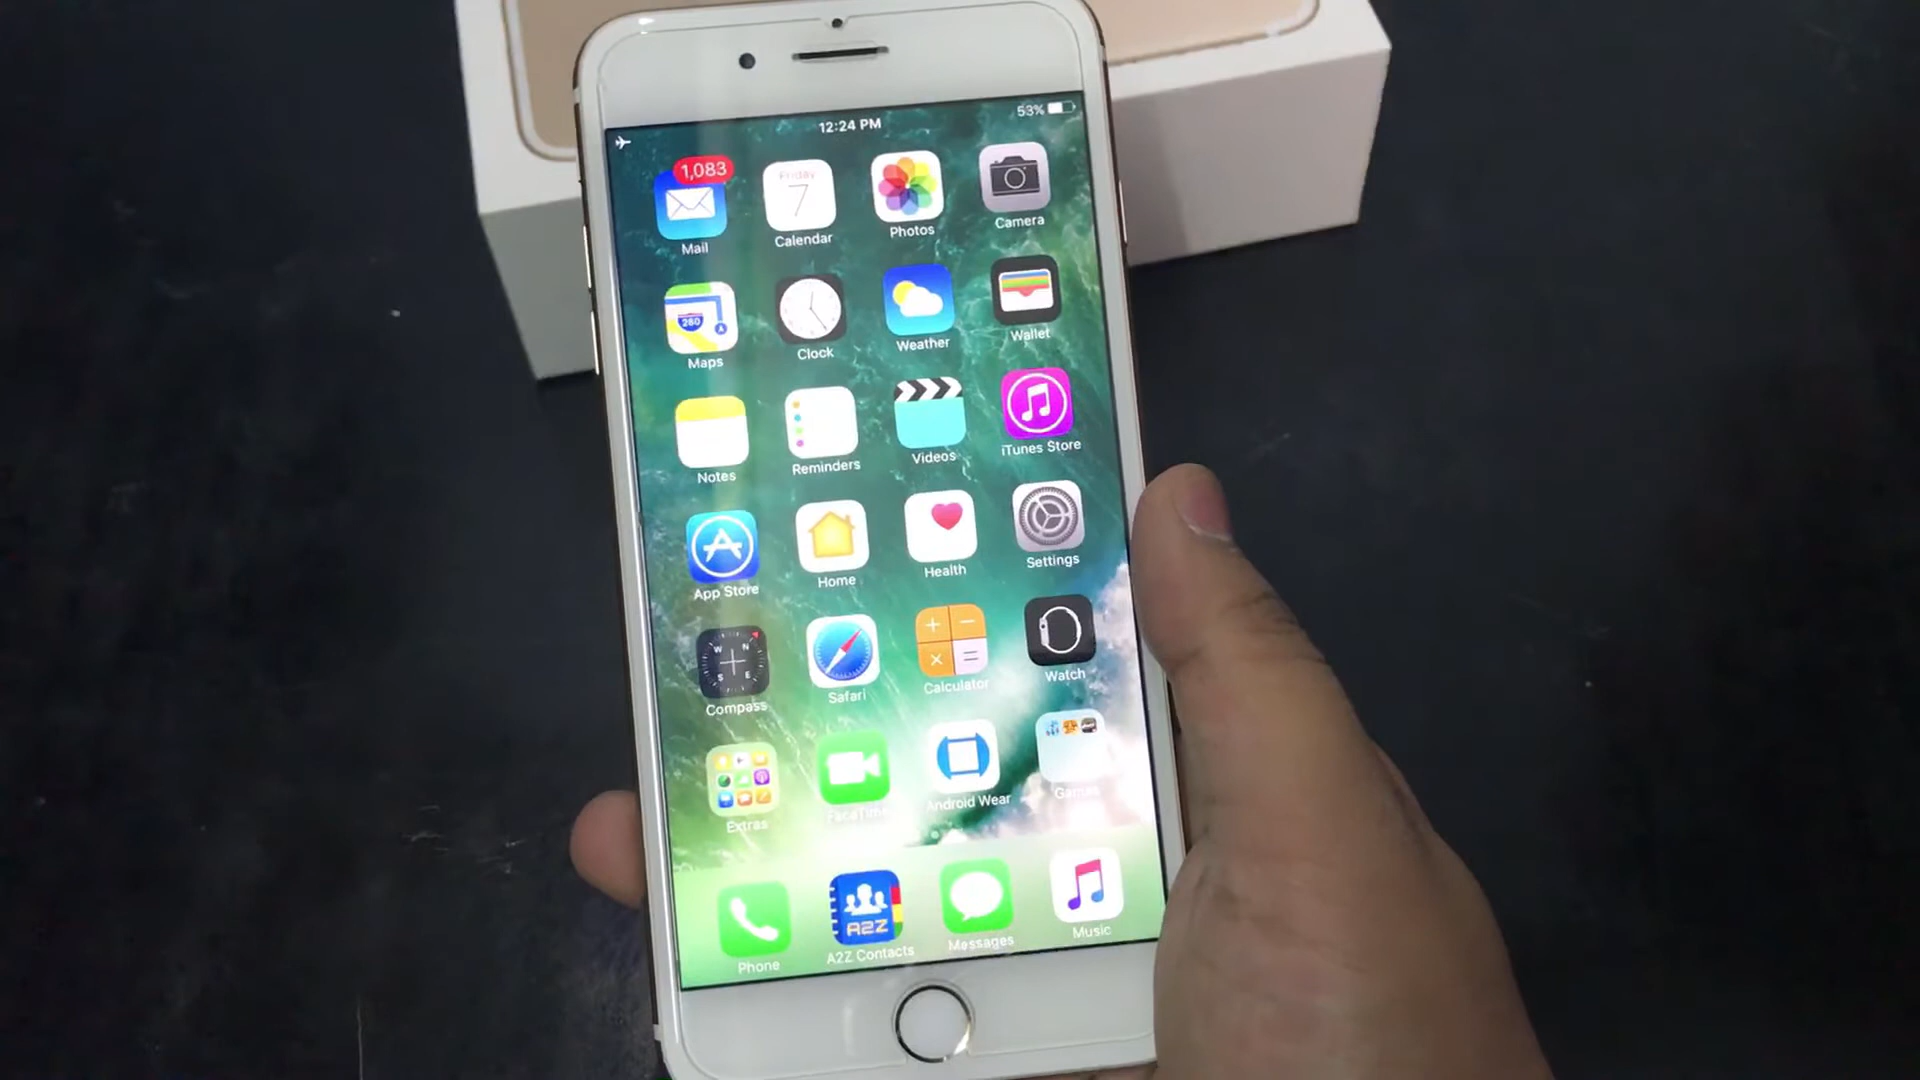 53%
12:24 PM
1,083
Mail
Friday
7
Calendar
Photos
Camera
280
Maps
Clock
Weather
Wallet
Notes
Reminders
Videos
iTunes Store
App Store
Home
Health
Settings
W N
S E
Compass
Safari
Calculator
Watch
Extras
FaceTime
Android Wear
Games
Phone
A2Z
A2Z Contacts
Messages
Music